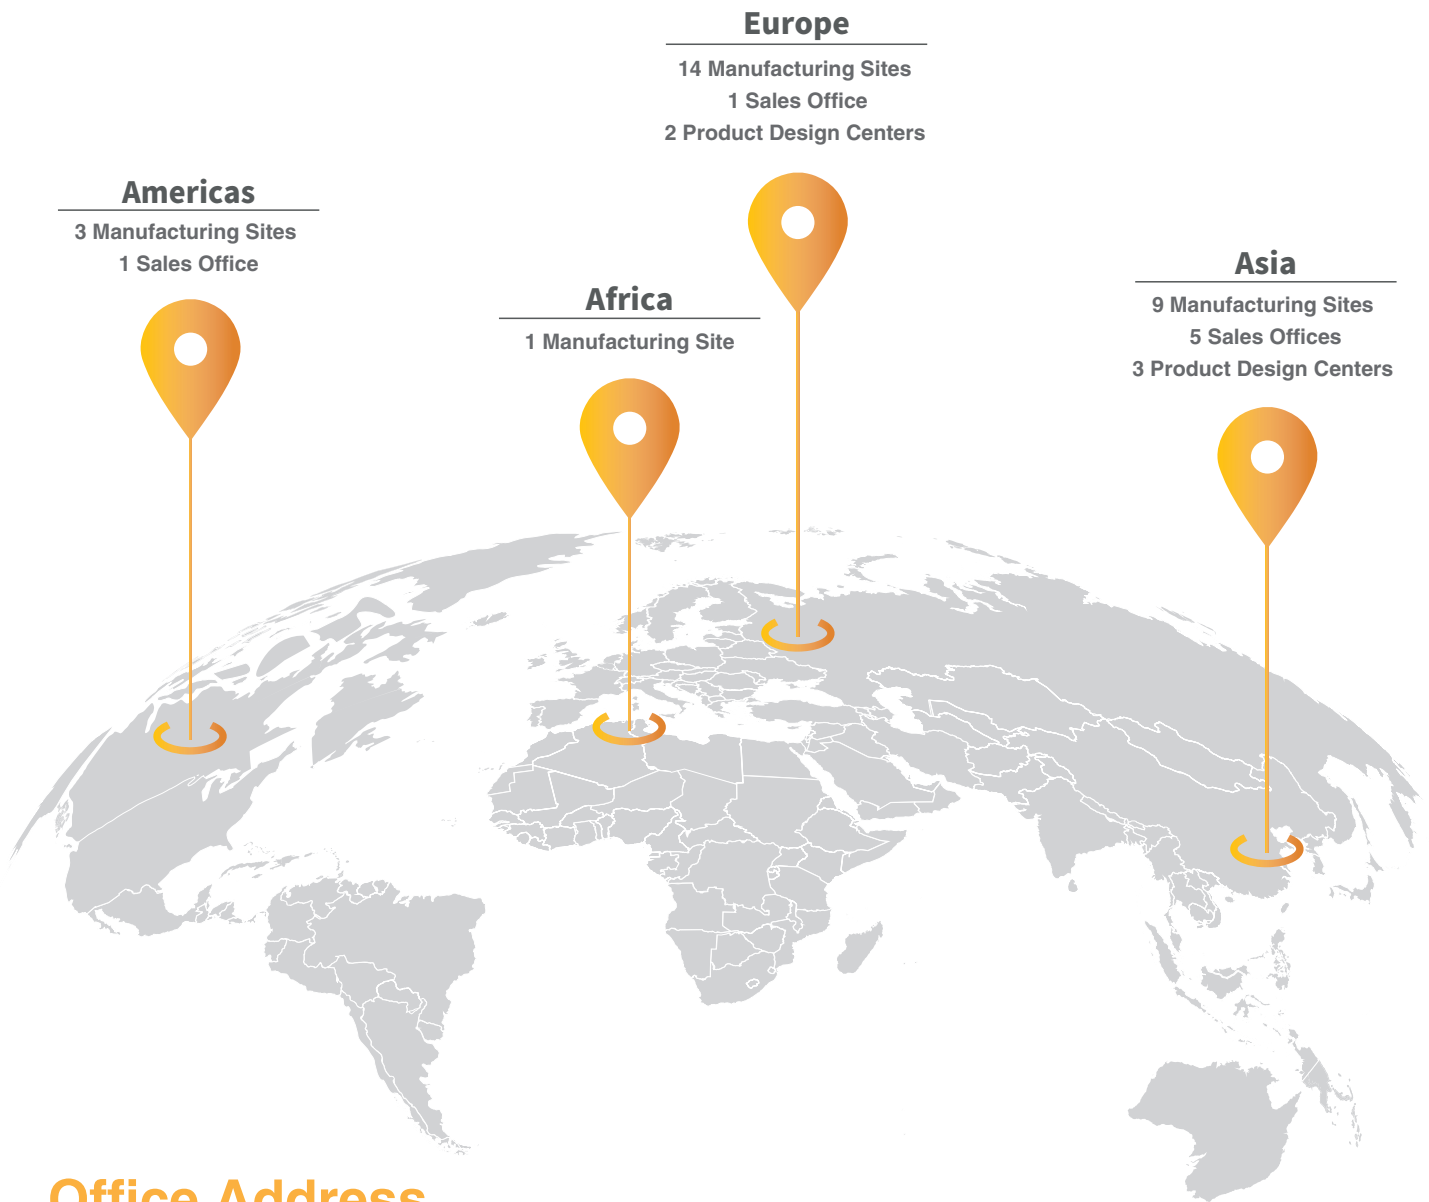 Europe
14 Manufacturing Sites
1 Sales Office
2 Product Design Centers
Americas
3 Manufacturing Sites
1 Sales Office
Africa
1 Manufacturing Site
Asia
9 Manufacturing Sites
5 Sales Offices
3 Product Design Centers
Office Address